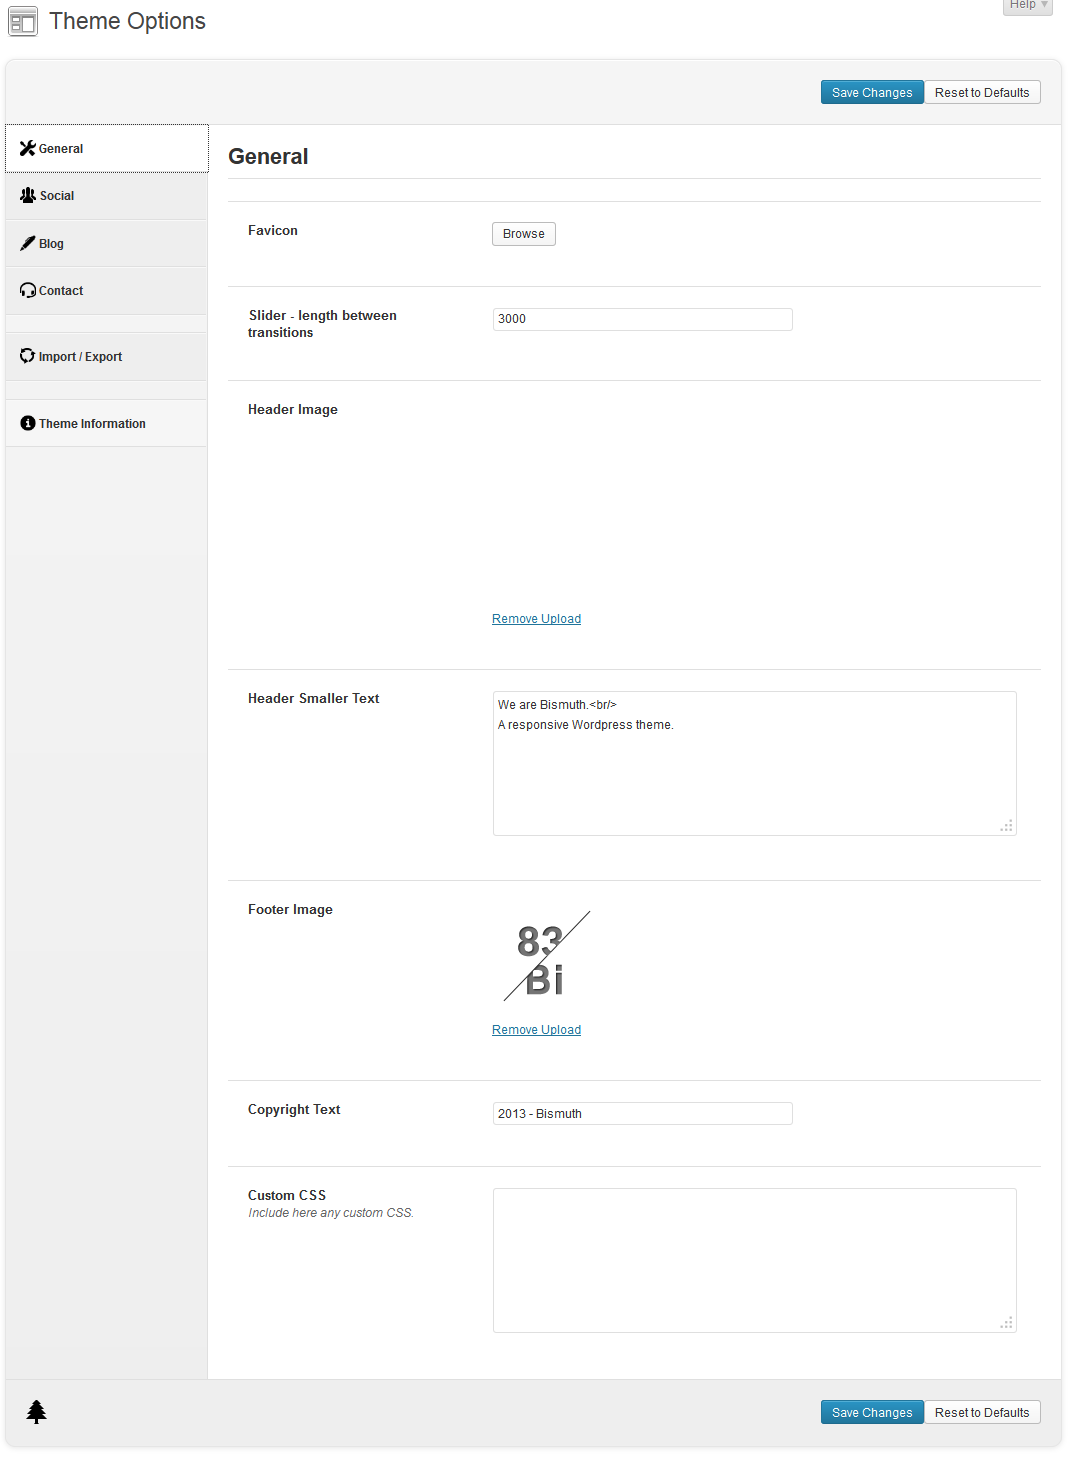 Theme Options
Help
Save Changes
Reset to Defaults
General
Social
Blog
Contact
Import / Export
Theme Information
General
Favicon
Browse
Slider - length between
transitions
3000
Header Image
Remove Upload
Header Smaller Text
We are Bismuth.<br/>
A responsive Wordpress theme.
Footer Image
83
Bi
Remove Upload
Copyright Text
2013 - Bismuth
Custom CSS
Include here any custom CSS.
Save Changes
Reset to Defaults